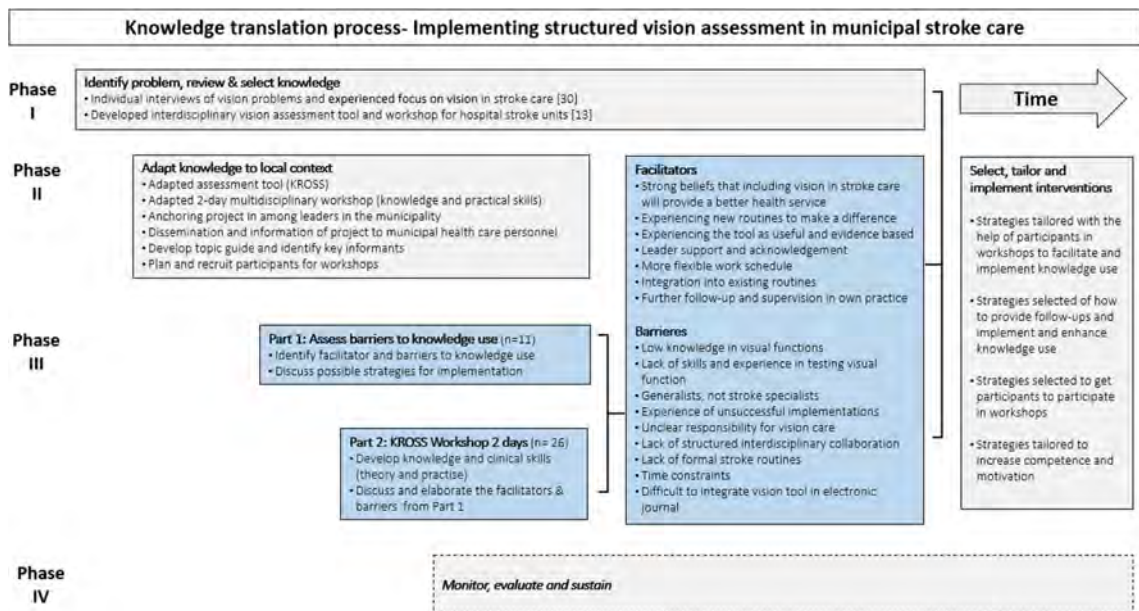 Knowledge translation process- Implementing structured vision assessment in municipal stroke care
Phase
I
Identify problem, review & select knowledge
• Individual interviews of vision problems and experienced focus on vision in stroke care [30]
• Developed interdisciplinary vision assessment tool and workshop for hospital stroke units [13]
Time
Phase
II
Adapt knowledge to local context
• Adapted assessment tool (KROSS)
• Adapted 2-day multidisciplinary workshop (knowledge and practical skills)
• Anchoring project in among leaders in the municipality
• Dissemination and information of project to municipal health care personnel
• Develop topic guide and identify key informants
• Plan and recruit participants for workshops
Facilitators
• Strong beliefs that including vision in stroke care
will provide a better health service
• Experiencing new routines to make a difference
• Experiencing the tool as useful and evidence based
• Leader support and acknowledgement
• More flexible work schedule
• Integration into existing routines
• Further follow-up and supervision in own practice
Barrieres
• Low knowledge in visual functions
• Lack of skills and experience in testing visual
function
• Generalists, not stroke specialists
• Experience of unsuccessful implementations
• Unclear responsibility for vision care
• Lack of structured interdisciplinary collaboration
• Lack of formal stroke routines
• Time constraints
• Difficult to integrate vision tool in electronic
journal
Select, tailor and
implement interventions
• Strategies tailored with the
help of participants in
workshops to facilitate and
implement knowledge use
• Strategies selected of how
to provide follow-ups and
implement and enhance
knowledge use
• Strategies selected to get
participants to participate
in workshops
• Strategies tailored to
increase competence and
motivation
Phase
III
Part 1: Assess barriers to knowledge use (n=11)
• Identify facilitator and barriers to knowledge use
• Discuss possible strategies for implementation
Part 2: KROSS Workshop 2 days (n= 26)
• Develop knowledge and clinical skills
(theory and practise)
• Discuss and elaborate the facilitators &
barriers from Part 1
Phase
IV
Monitor, evaluate and sustain